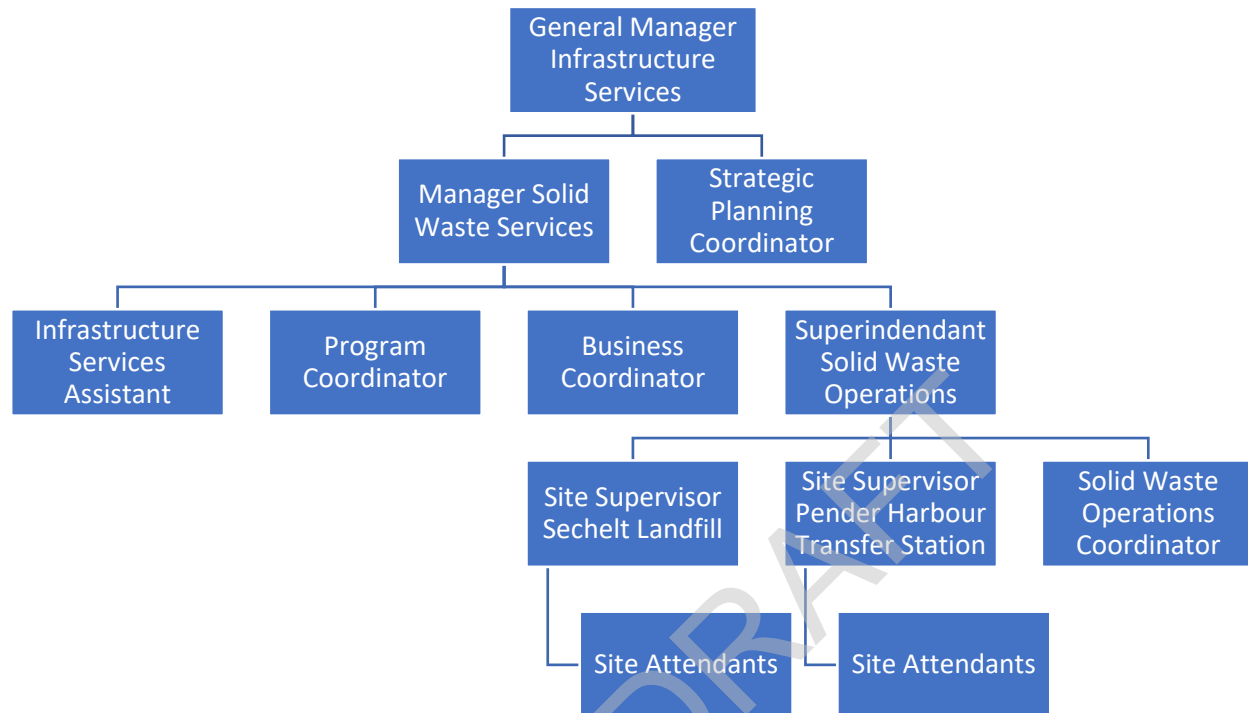 General Manager
Infrastructure
Services
Manager Solid
Waste Services
Strategic
Planning
Coordinator
Infrastructure
Services
Assistant
Program
Coordinator
Business
Coordinator
Superindendant
Solid Waste
Operations
Site Supervisor
Sechelt Landfill
Site Supervisor
Pender Harbour
Transfer Station
Solid Waste
Operations
Coordinator
Site Attendants
Site Attendants
DRAFT